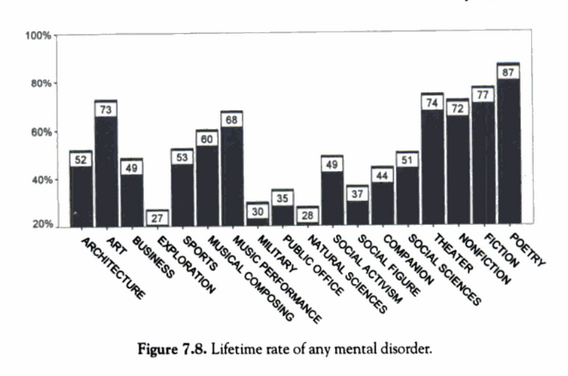 100%
80%
60%
40%
20%
52
73
49
27
53
60
68
30
35
28
49
37
44
51
74
72
77
87
ARCHITECTURE
ART
BUSINESS
EXPLORATION
SPORTS
MUSICAL COMPOSING
MUSIC PERFORMANCE
MILITARY
PUBLIC OFFICE
NATURAL SCIENCES
SOCIAL ACTIVISM
SOCIAL FIGURE
COMPANION
SOCIAL SCIENCES
THEATER
NONFICTION
FICTION
POETRY
Figure 7.8. Lifetime rate of any mental disorder.